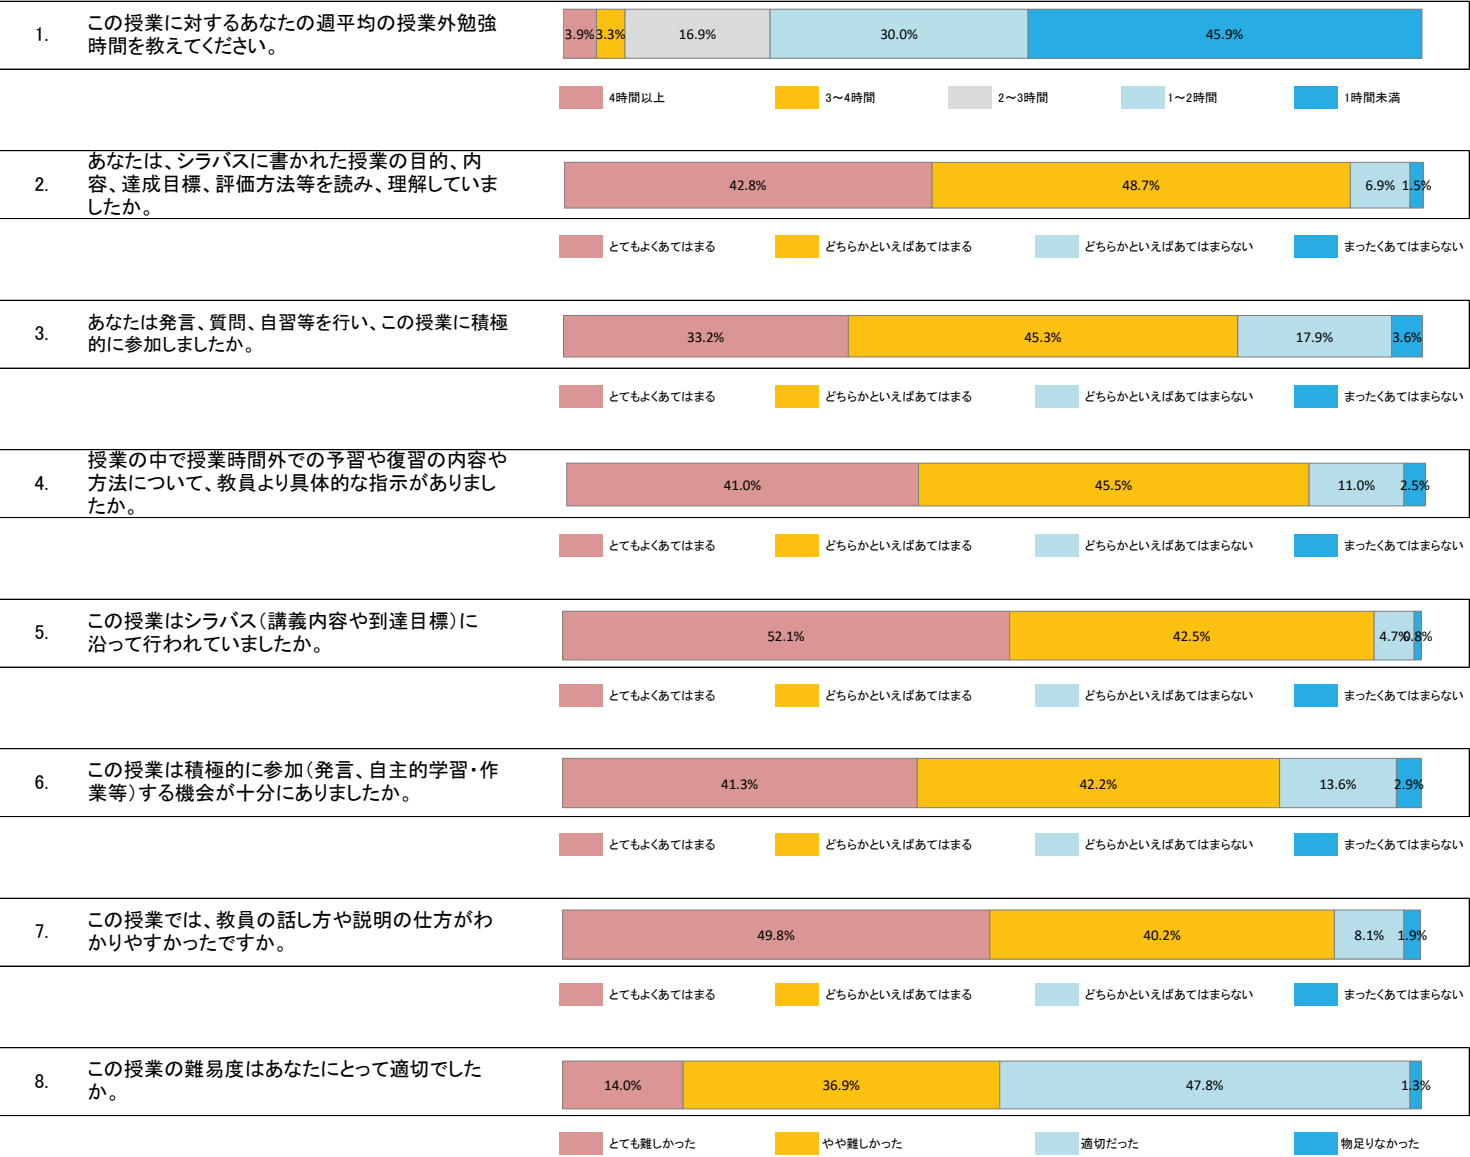 1.
この授業に対するあなたの週平均の授業外勉強
時間を教えてください。
3.9% 3.3% 16.9% 30.0% 45.9%
4時間以上 3～4時間 2～3時間 1～2時間 1時間未満
2.
あなたは、シラバスに書かれた授業の目的、内
容、達成目標、評価方法等を読み、理解していま
したか。
42.8% 48.7% 6.9% 1.5%
とてもよくあてはまる どちらかといえばあてはまる どちらかといえばあてはまらない まったくあてはまらない
3.
あなたは発言、質問、自習等を行い、この授業に積極
的に参加しましたか。
33.2% 45.3% 17.9% 3.6%
とてもよくあてはまる どちらかといえばあてはまる どちらかといえばあてはまらない まったくあてはまらない
4.
授業の中で授業時間外での予習や復習の内容や
方法について、教員より具体的な指示がありまし
たか。
41.0% 45.5% 11.0% 2.5%
とてもよくあてはまる どちらかといえばあてはまる どちらかといえばあてはまらない まったくあてはまらない
5.
この授業はシラバス（講義内容や到達目標）に
沿って行われていましたか。
52.1% 42.5% 4.7% 0.8%
とてもよくあてはまる どちらかといえばあてはまる どちらかといえばあてはまらない まったくあてはまらない
6.
この授業は積極的に参加（発言、自主的学習・作
業等）する機会が十分にありましたか。
41.3% 42.2% 13.6% 2.9%
とてもよくあてはまる どちらかといえばあてはまる どちらかといえばあてはまらない まったくあてはまらない
7.
この授業では、教員の話し方や説明の仕方がわ
かりやすかったですか。
49.8% 40.2% 8.1% 1.9%
とてもよくあてはまる どちらかといえばあてはまる どちらかといえばあてはまらない まったくあてはまらない
8.
この授業の難易度はあなたにとって適切でした
か。
14.0% 36.9% 47.8% 1.3%
とても難しかった やや難しかった 適切だった 物足りなかった